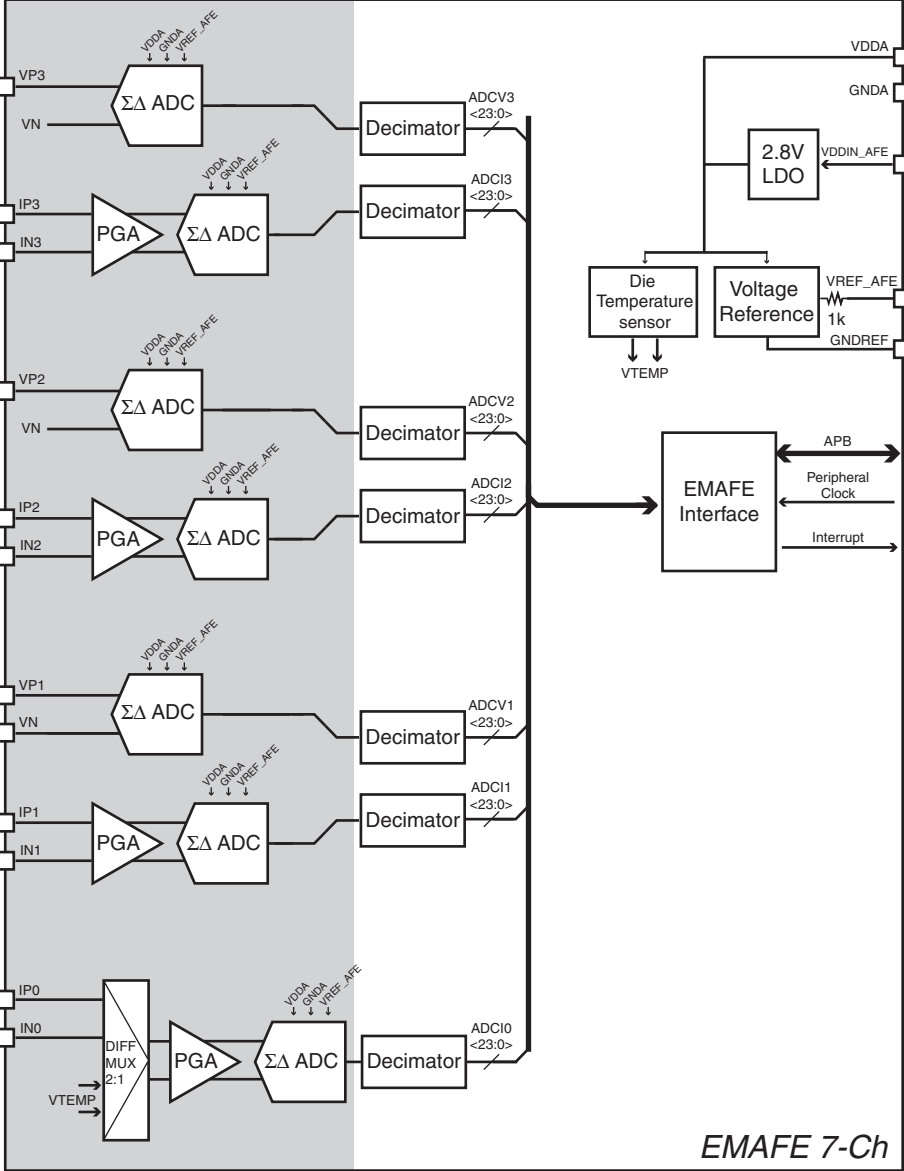 VDDA
GNDA
VREF_AFE
VP3
VN
ΣΔ ADC
Decimator
ADCV3
<23:0>
VDDA
GNDA
VREF_AFE
IP3
IN3
PGA
ΣΔ ADC
Decimator
ADCI3
<23:0>
VDDA
GNDA
VREF_AFE
VP2
VN
ΣΔ ADC
Decimator
ADCV2
<23:0>
VDDA
GNDA
VREF_AFE
IP2
IN2
PGA
ΣΔ ADC
Decimator
ADCI2
<23:0>
VDDA
GNDA
VREF_AFE
VP1
VN
ΣΔ ADC
Decimator
ADCV1
<23:0>
VDDA
GNDA
VREF_AFE
IP1
IN1
PGA
ΣΔ ADC
Decimator
ADCI1
<23:0>
VDDA
GNDA
VREF_AFE
IP0
IN0
DIFF
MUX
2:1
VTEMP
PGA
ΣΔ ADC
Decimator
ADCI0
<23:0>
VDDA
GNDA
2.8V
LDO
VDDIN_AFE
Die
Temperature
sensor
VTEMP
Voltage
Reference
VREF_AFE
1k
GNDREF
EMAFE
Interface
APB
Peripheral
Clock
Interrupt
EMAFE 7-Ch